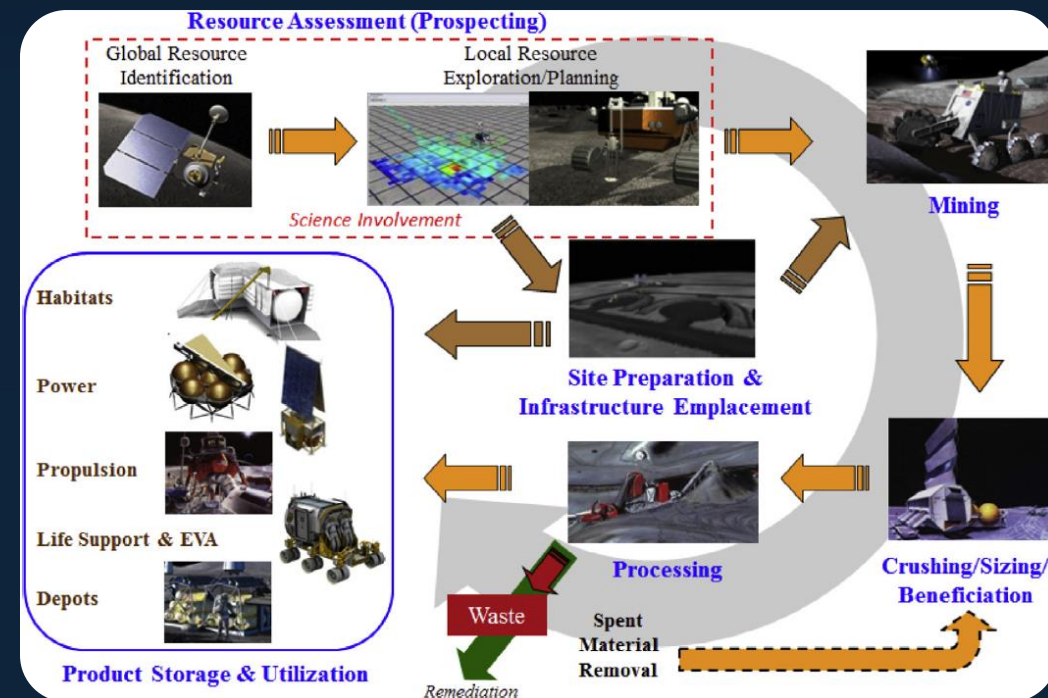 Resource Assessment (Prospecting)
Global Resource
Identification
Local Resource
Exploration/Planning
Science Involvement
Mining
Habitats
Power
Propulsion
Life Support & EVA
Depots
Product Storage & Utilization
Site Preparation &
Infrastructure Emplacement
Processing
Crushing/Sizing/
Beneficiation
Waste
Spent
Material
Removal
Remediation